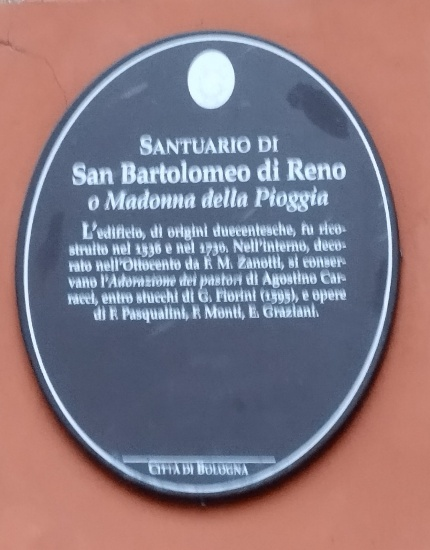 SANTUARIO DI
San Bartolomeo di Reno
o Madonna della Pioggia
L'edificio, di origini duecentesche, fu rico-
struito nel 1536 e nel 1730. Nell'interno, deco-
rato nell'Ottocento da F. M. Zanotti, si conser-
vano l'Adorazione dei pastori di Agostino Car-
racci, entro stucchi di G. Fiorini (1595), e opere
di F. Pasqualini, F. Monti, E. Graziani.
CITTÀ DI BOLOGNA